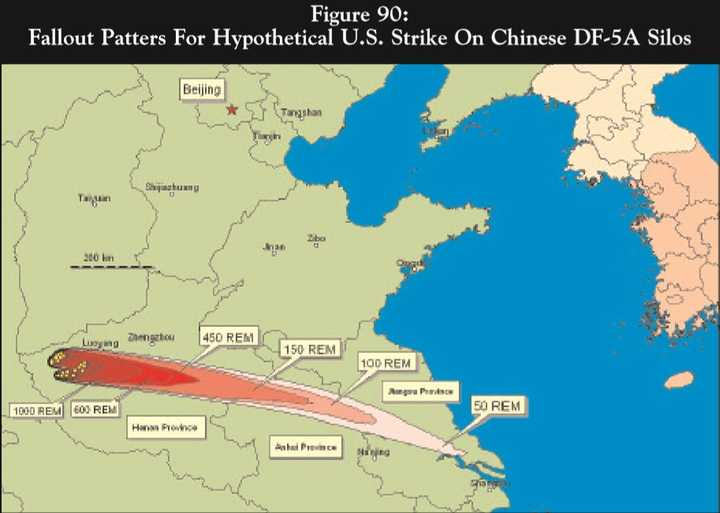 Figure 90:
Fallout Patters For Hypothetical U.S. Strike On Chinese DF-5A Silos
Beijing
Tangshan
Tianjin
Shijiazhuang
Taiyuan
Zibo
Jinan
200 km
Luoyang
Zhengzhou
450 REM
150 REM
100 REM
Jiangsu Province
50 REM
1000 REM
600 REM
Henan Province
Anhui Province
Nanjing